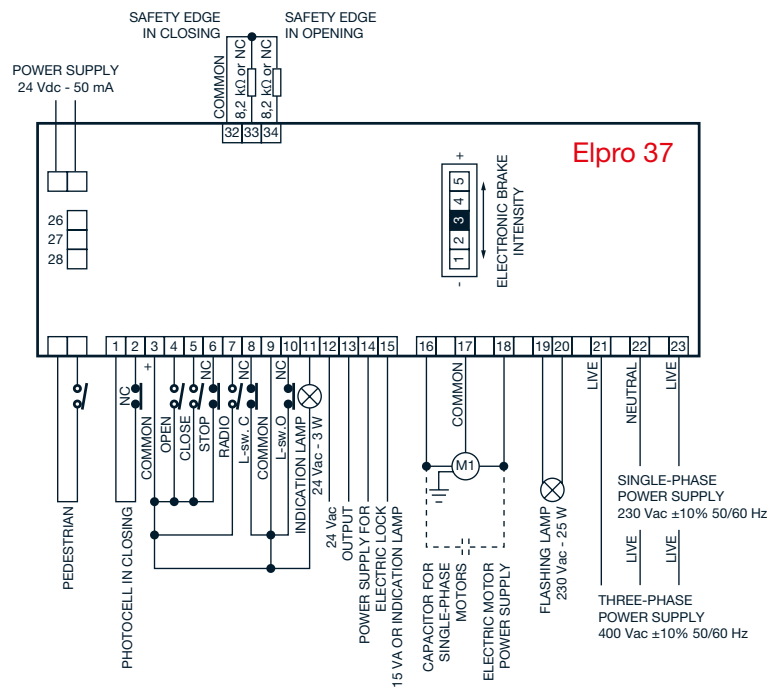 SAFETY EDGE
IN CLOSING
SAFETY EDGE
IN OPENING
POWER SUPPLY
24 Vdc - 50 mA
COMMON
8,2 kΩ or NC
8,2 kΩ or NC
32 33 34
Elpro 37
+
5
4
3
2
1
-
ELECTRONIC BRAKE
INTENSITY
26
27
28
1 2 3 4 5 6 7 8 9 10 11 12 13 14 15 16 17 18 19 20 21 22 23
PEDESTRIAN
NC
PHOTOCELL IN CLOSING
+
COMMON
OPEN
CLOSE
NC
STOP
RADIO
NC
L-sw. C
COMMON
NC
L-sw. O
INDICATION LAMP
24 Vac - 3 W
24 Vac
OUTPUT
POWER SUPPLY FOR
ELECTRIC LOCK
15 VA OR INDICATION LAMP
COMMON
M1
CAPACITOR FOR
SINGLE-PHASE
MOTORS
ELECTRIC MOTOR
POWER SUPPLY
FLASHING LAMP
230 Vac - 25 W
LIVE
NEUTRAL
LIVE
SINGLE-PHASE
POWER SUPPLY
230 Vac ±10% 50/60 Hz
LIVE
LIVE
THREE-PHASE
POWER SUPPLY
400 Vac ±10% 50/60 Hz